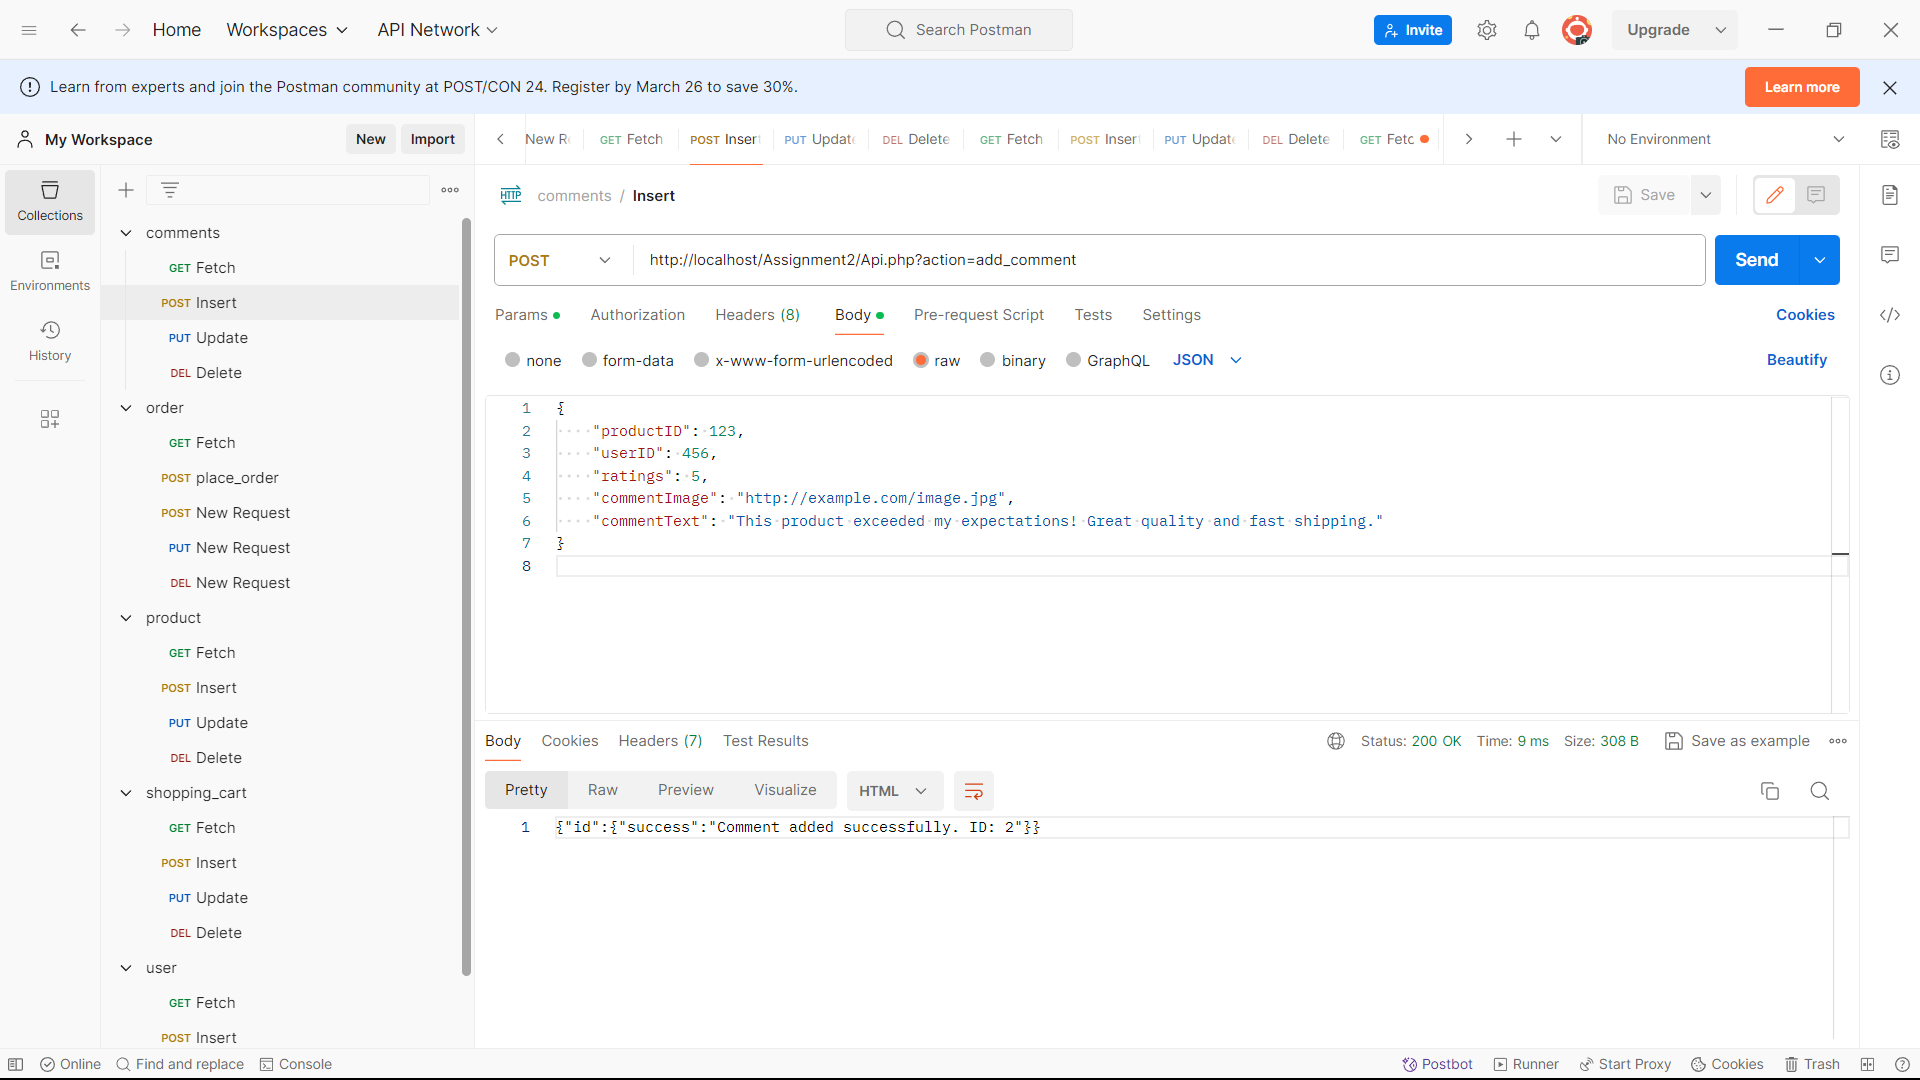 Home
Workspaces
API Network
Search Postman
Invite
Upgrade
Learn from experts and join the Postman community at POST/CON 24. Register by March 26 to save 30%.
Learn more
My Workspace
New
Import
New R
GET Fetch
POST Insert
PUT Update
DEL Delete
GET Fetch
POST Insert
PUT Update
DEL Delete
GET Fetc
No Environment
Collections
Environments
History
comments
GET Fetch
POST Insert
PUT Update
DEL Delete
order
GET Fetch
POST place_order
POST New Request
PUT New Request
DEL New Request
product
GET Fetch
POST Insert
PUT Update
DEL Delete
shopping_cart
GET Fetch
POST Insert
PUT Update
DEL Delete
user
GET Fetch
POST Insert
HTTP comments / Insert
Save
POST
http://localhost/Assignment2/Api.php?action=add_comment
Send
Params
Authorization
Headers (8)
Body
Pre-request Script
Tests
Settings
Cookies
none
form-data
x-www-form-urlencoded
raw
binary
GraphQL
JSON
Beautify
1 {
2 "productID": 123,
3 "userID": 456,
4 "ratings": 5,
5 "commentImage": "http://example.com/image.jpg",
6 "commentText": "This product exceeded my expectations! Great quality and fast shipping."
7 }
8
Body
Cookies
Headers (7)
Test Results
Status: 200 OK
Time: 9 ms
Size: 308 B
Save as example
Pretty
Raw
Preview
Visualize
HTML
1 {"id":{"success":"Comment added successfully. ID: 2"}}
Online
Find and replace
Console
Postbot
Runner
Start Proxy
Cookies
Trash